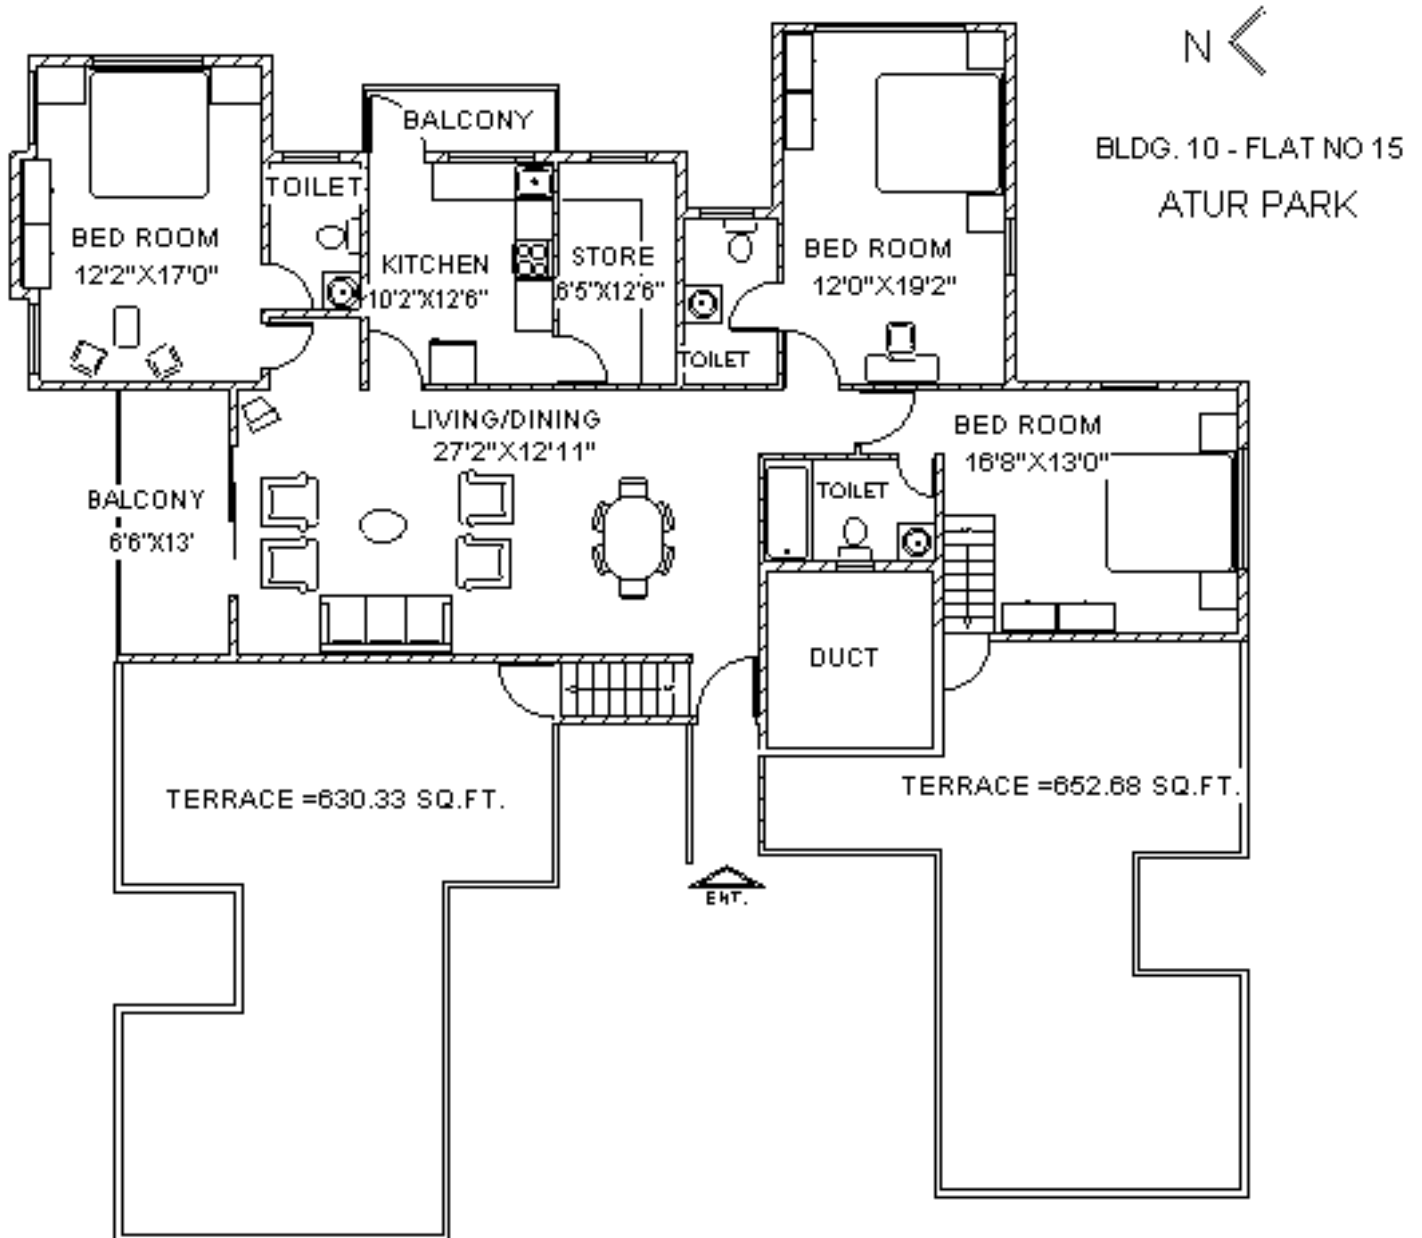 N
BLDG. 10 - FLAT NO 15
ATUR PARK
BALCONY
TOILET
BED ROOM
12'2"X17'0"
KITCHEN
10'2"X12'6"
STORE
6'5"X12'6"
TOILET
BED ROOM
12'0"X19'2"
LIVING/DINING
27'2"X12'11"
BED ROOM
16'8"X13'0"
BALCONY
6'6"X13'
TOILET
DUCT
TERRACE =630.33 SQ.FT.
TERRACE =652.68 SQ.FT.
ENT.